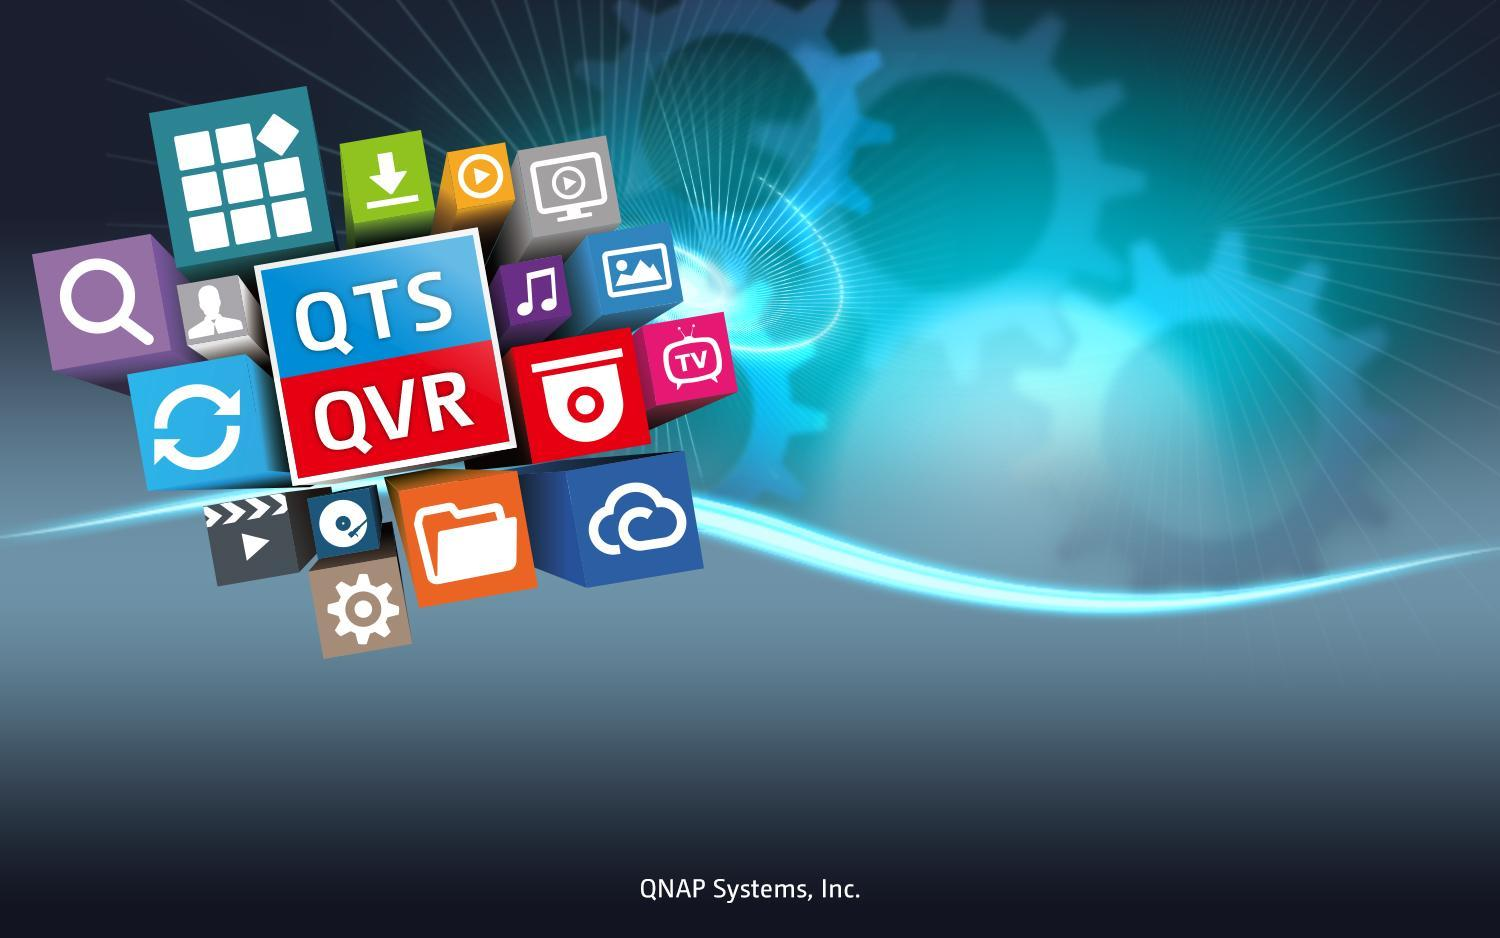 QTS
QVR
TV
QNAP Systems, Inc.